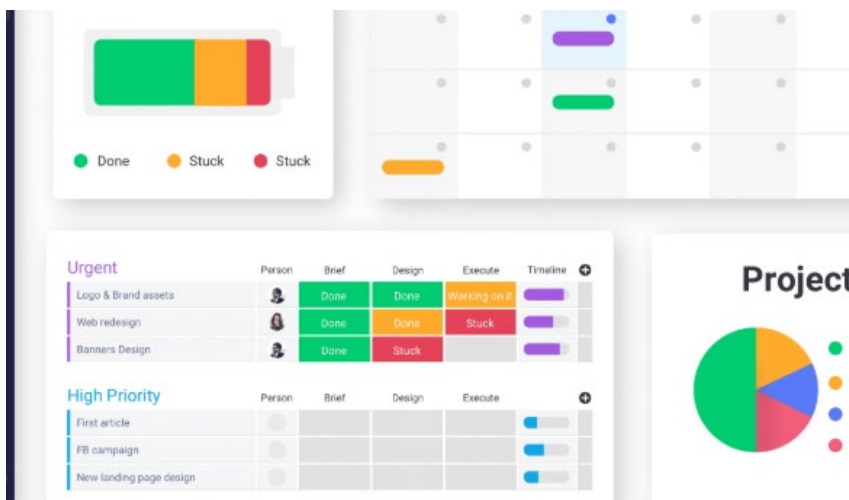 Done Stuck Stuck
Urgent Person Brief Design Execute Timeline
Logo & Brand assets Done Done Working on it
Web redesign Done Done Stuck
Banners Design Done Stuck
High Priority Person Brief Design Execute
First article
FB campaign
New landing page design
Project